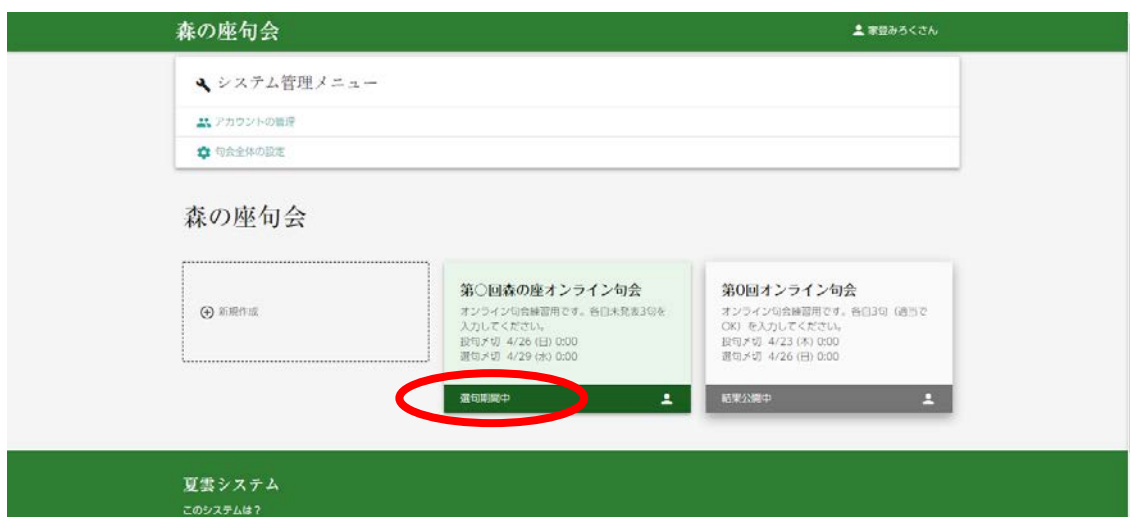 森の座句会
家登みろくさん
システム管理メニュー
アカウントの管理
句会全体の設定
森の座句会
新規作成
第〇回森の座オンライン句会
オンライン句会練習用です。各自未発表3句を
入力してください。
投句〆切 4/26 (日) 0:00
選句〆切 4/29 (水) 0:00
選句期間中
第0回オンライン句会
オンライン句会練習用です。各自3句（適当で
OK）を入力してください。
投句〆切 4/23 (木) 0:00
選句〆切 4/26 (日) 0:00
結果公開中
夏雲システム
このシステムは？